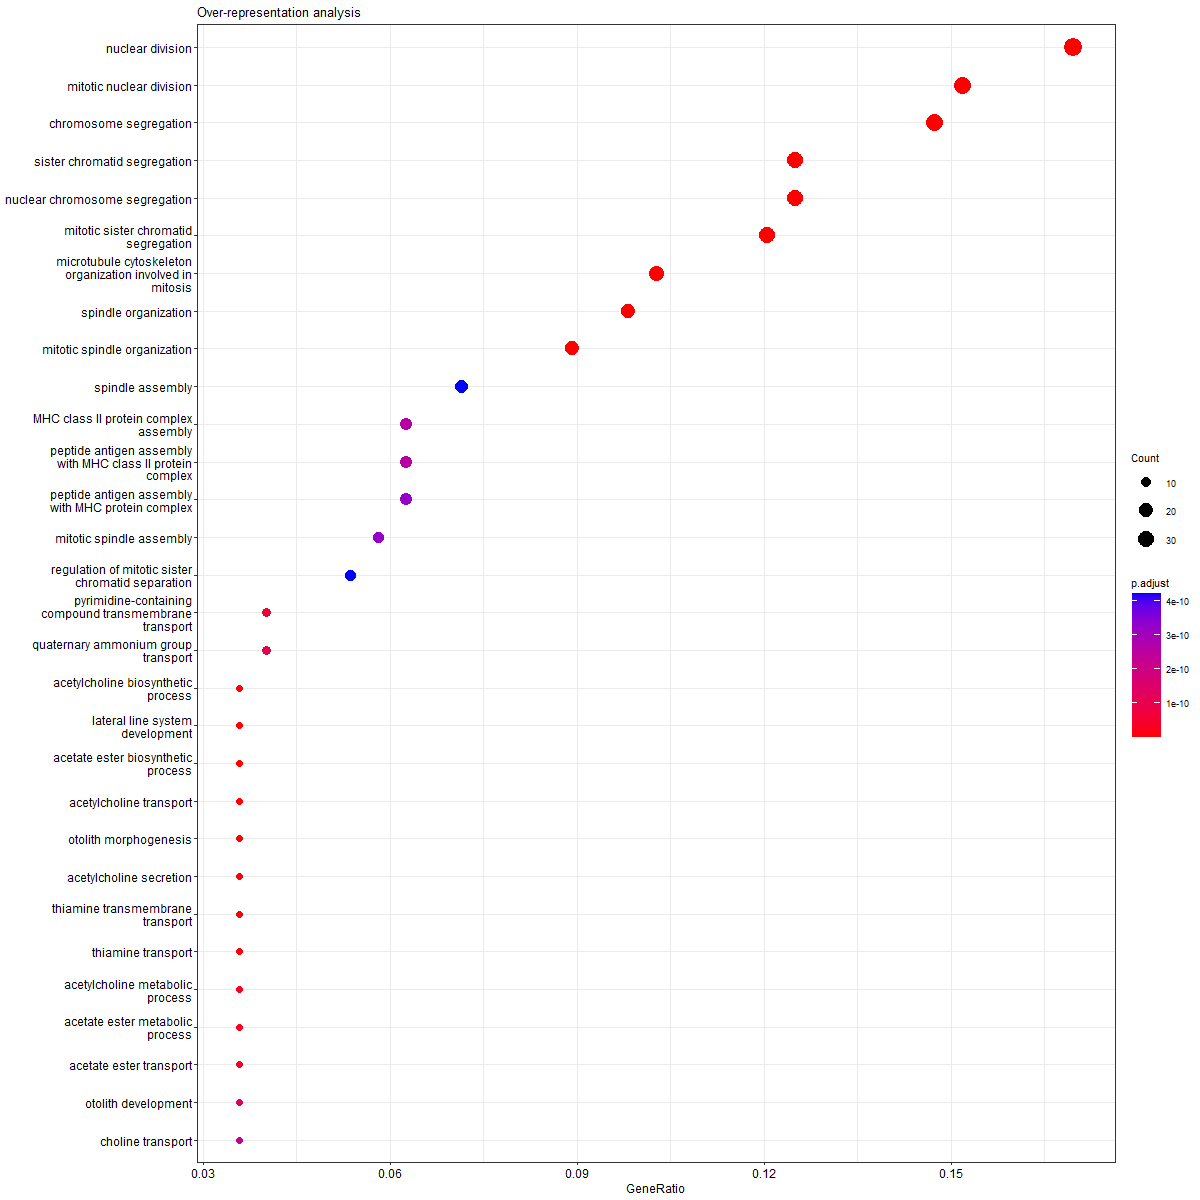 Over-representation analysis
nuclear division
mitotic nuclear division
chromosome segregation
sister chromatid segregation
nuclear chromosome segregation
mitotic sister chromatid
segregation
microtubule cytoskeleton
organization involved in
mitosis
spindle organization
mitotic spindle organization
spindle assembly
MHC class II protein complex
assembly
peptide antigen assembly
with MHC class II protein
complex
peptide antigen assembly
with MHC protein complex
mitotic spindle assembly
regulation of mitotic sister
chromatid separation
pyrimidine-containing
compound transmembrane
transport
quaternary ammonium group
transport
acetylcholine biosynthetic
process
lateral line system
development
acetate ester biosynthetic
process
acetylcholine transport
otolith morphogenesis
acetylcholine secretion
thiamine transmembrane
transport
thiamine transport
acetylcholine metabolic
process
acetate ester metabolic
process
acetate ester transport
otolith development
choline transport
0.03 0.06 0.09 0.12 0.15
GeneRatio
Count
10
20
30
p.adjust
4e-10
3e-10
2e-10
1e-10